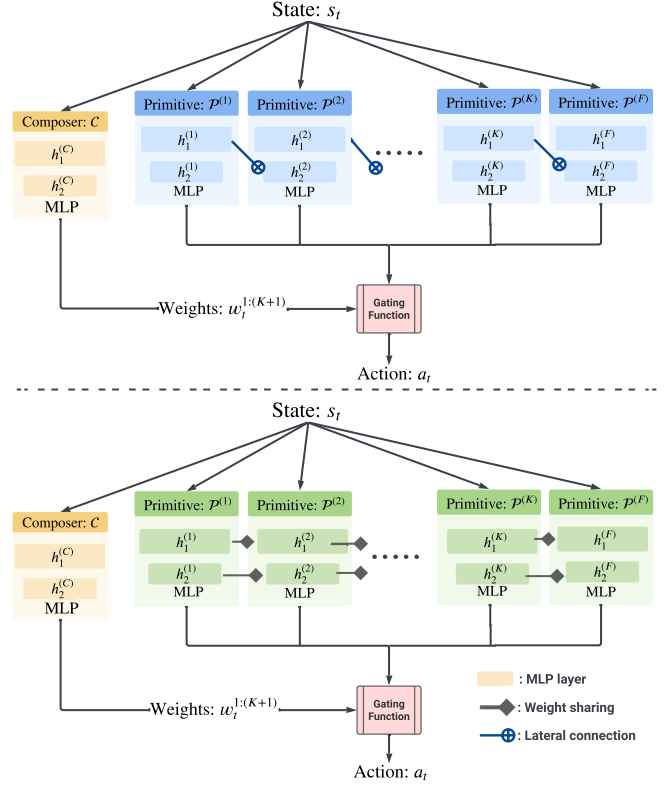 State: s_t
Composer: C
Primitive: P^(1)
Primitive: P^(2)
Primitive: P^(K)
Primitive: P^(F)
h_1^(C)
h_1^(1)
h_1^(2)
h_1^(K)
h_1^(F)
h_2^(C)
h_2^(1)
h_2^(2)
h_2^(K)
h_2^(F)
MLP
MLP
MLP
MLP
MLP
Weights: w_t^1:(K+1)
Gating
Function
Action: a_t
State: s_t
Composer: C
Primitive: P^(1)
Primitive: P^(2)
Primitive: P^(K)
Primitive: P^(F)
h_1^(C)
h_1^(1)
h_1^(2)
h_1^(K)
h_1^(F)
h_2^(C)
h_2^(1)
h_2^(2)
h_2^(K)
h_2^(F)
MLP
MLP
MLP
MLP
MLP
Weights: w_t^1:(K+1)
Gating
Function
Action: a_t
: MLP layer
: Weight sharing
: Lateral connection